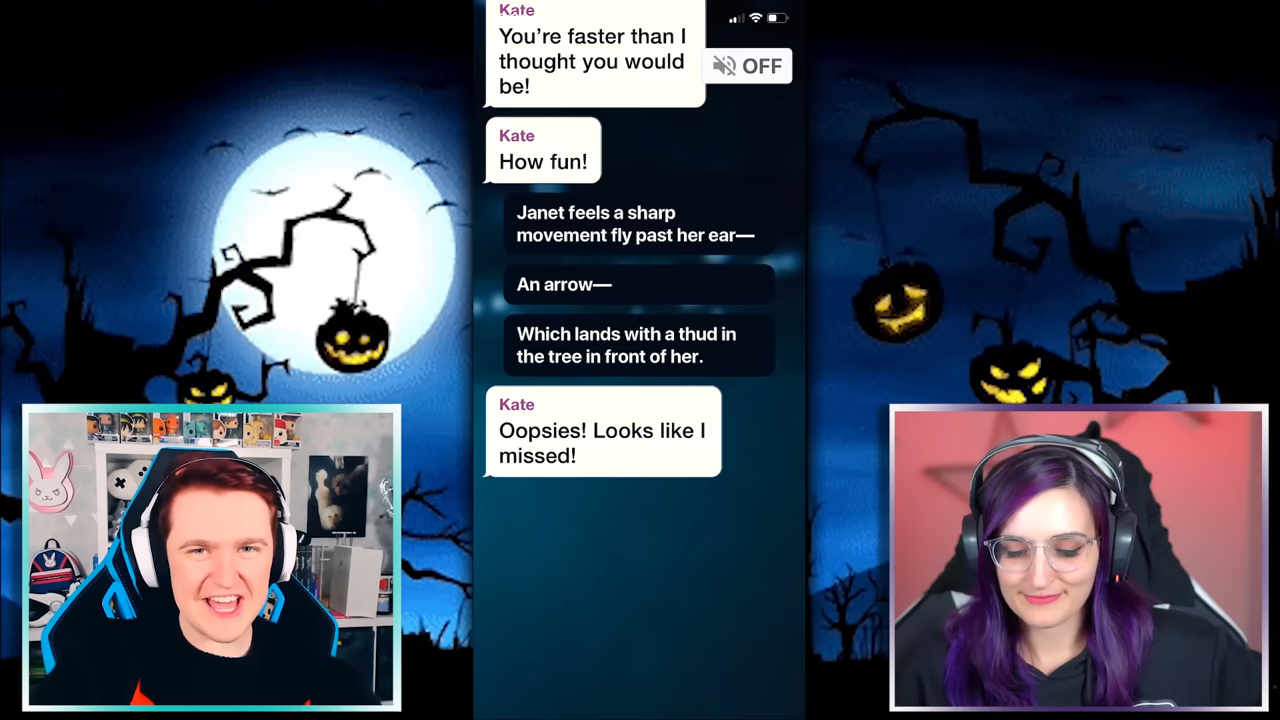 Kate
You’re faster than I
thought you would
be!
OFF
Kate
How fun!
Janet feels a sharp
movement fly past her ear—
An arrow—
Which lands with a thud in
the tree in front of her.
Kate
Oopsies! Looks like I
missed!